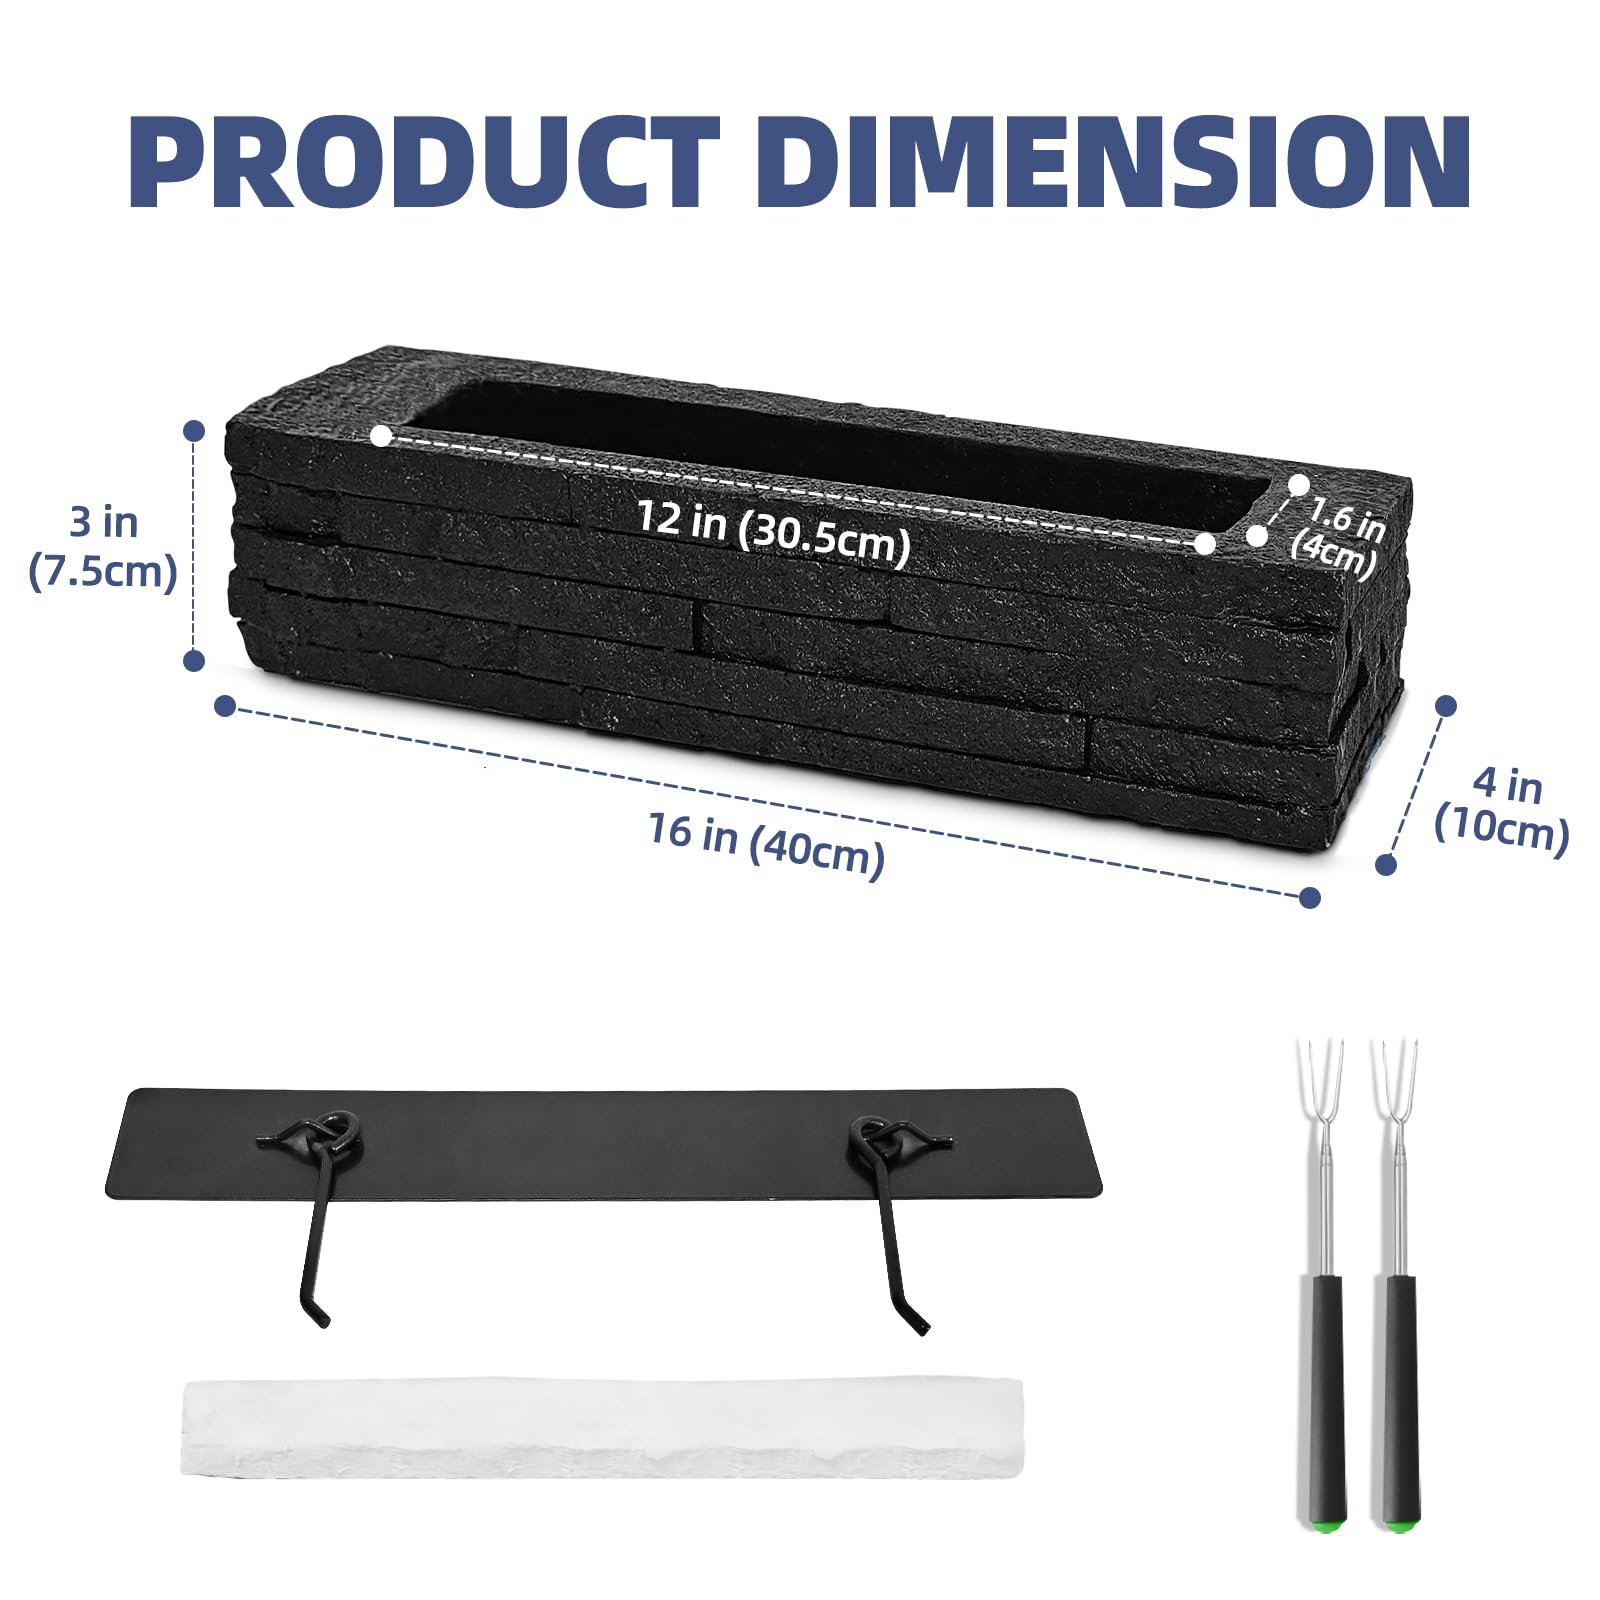 PRODUCT DIMENSION
3 in
(7.5cm)
12 in (30.5cm)
1.6 in
(4cm)
16 in (40cm)
4 in
(10cm)